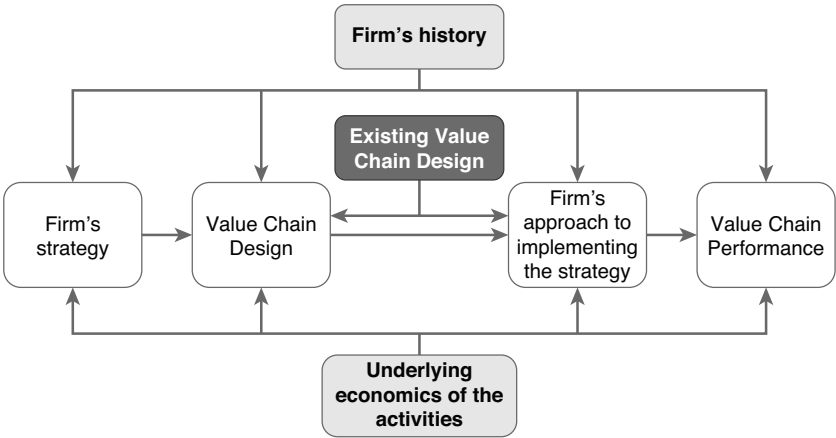 Firm's history
Existing Value
Chain Design
Firm's
strategy
Value Chain
Design
Firm's
approach to
implementing
the strategy
Value Chain
Performance
Underlying
economics of the
activities